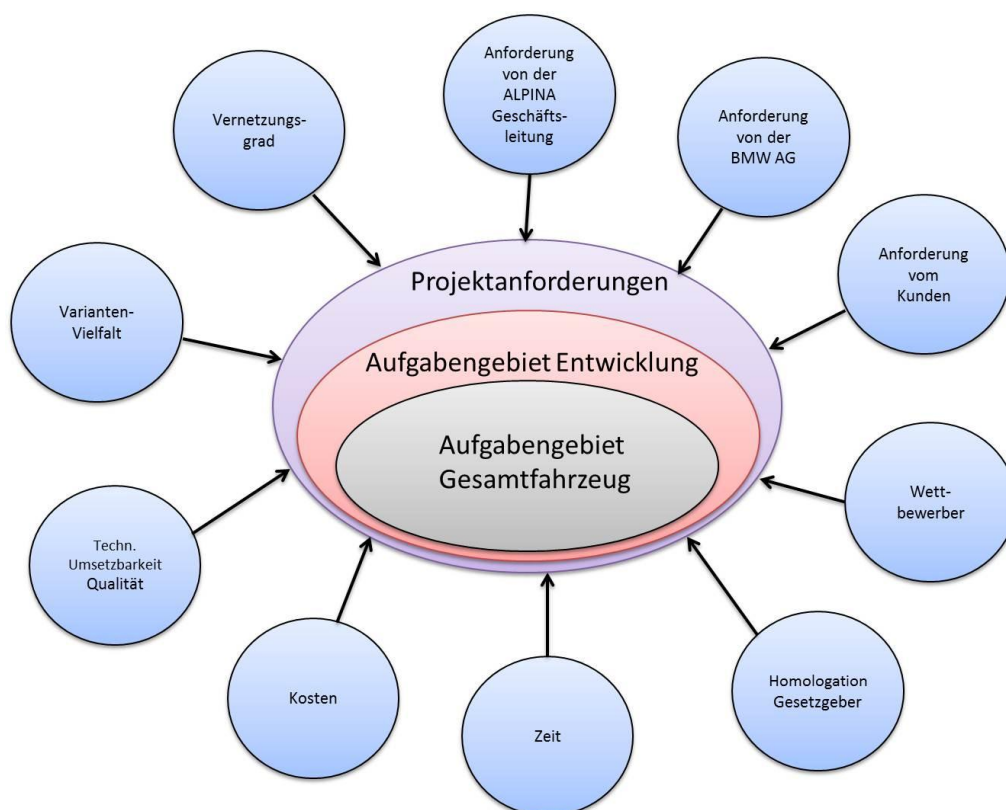 Anforderung
von der
ALPINA
Geschäfts-
leitung
Vernetzungs-
grad
Anforderung
von der
BMW AG
Anforderung
vom
Kunden
Varianten-
Vielfalt
Projektanforderungen
Aufgabengebiet Entwicklung
Aufgabengebiet
Gesamtfahrzeug
Wett-
bewerber
Techn.
Umsetzbarkeit
Qualität
Kosten
Zeit
Homologation
Gesetzgeber